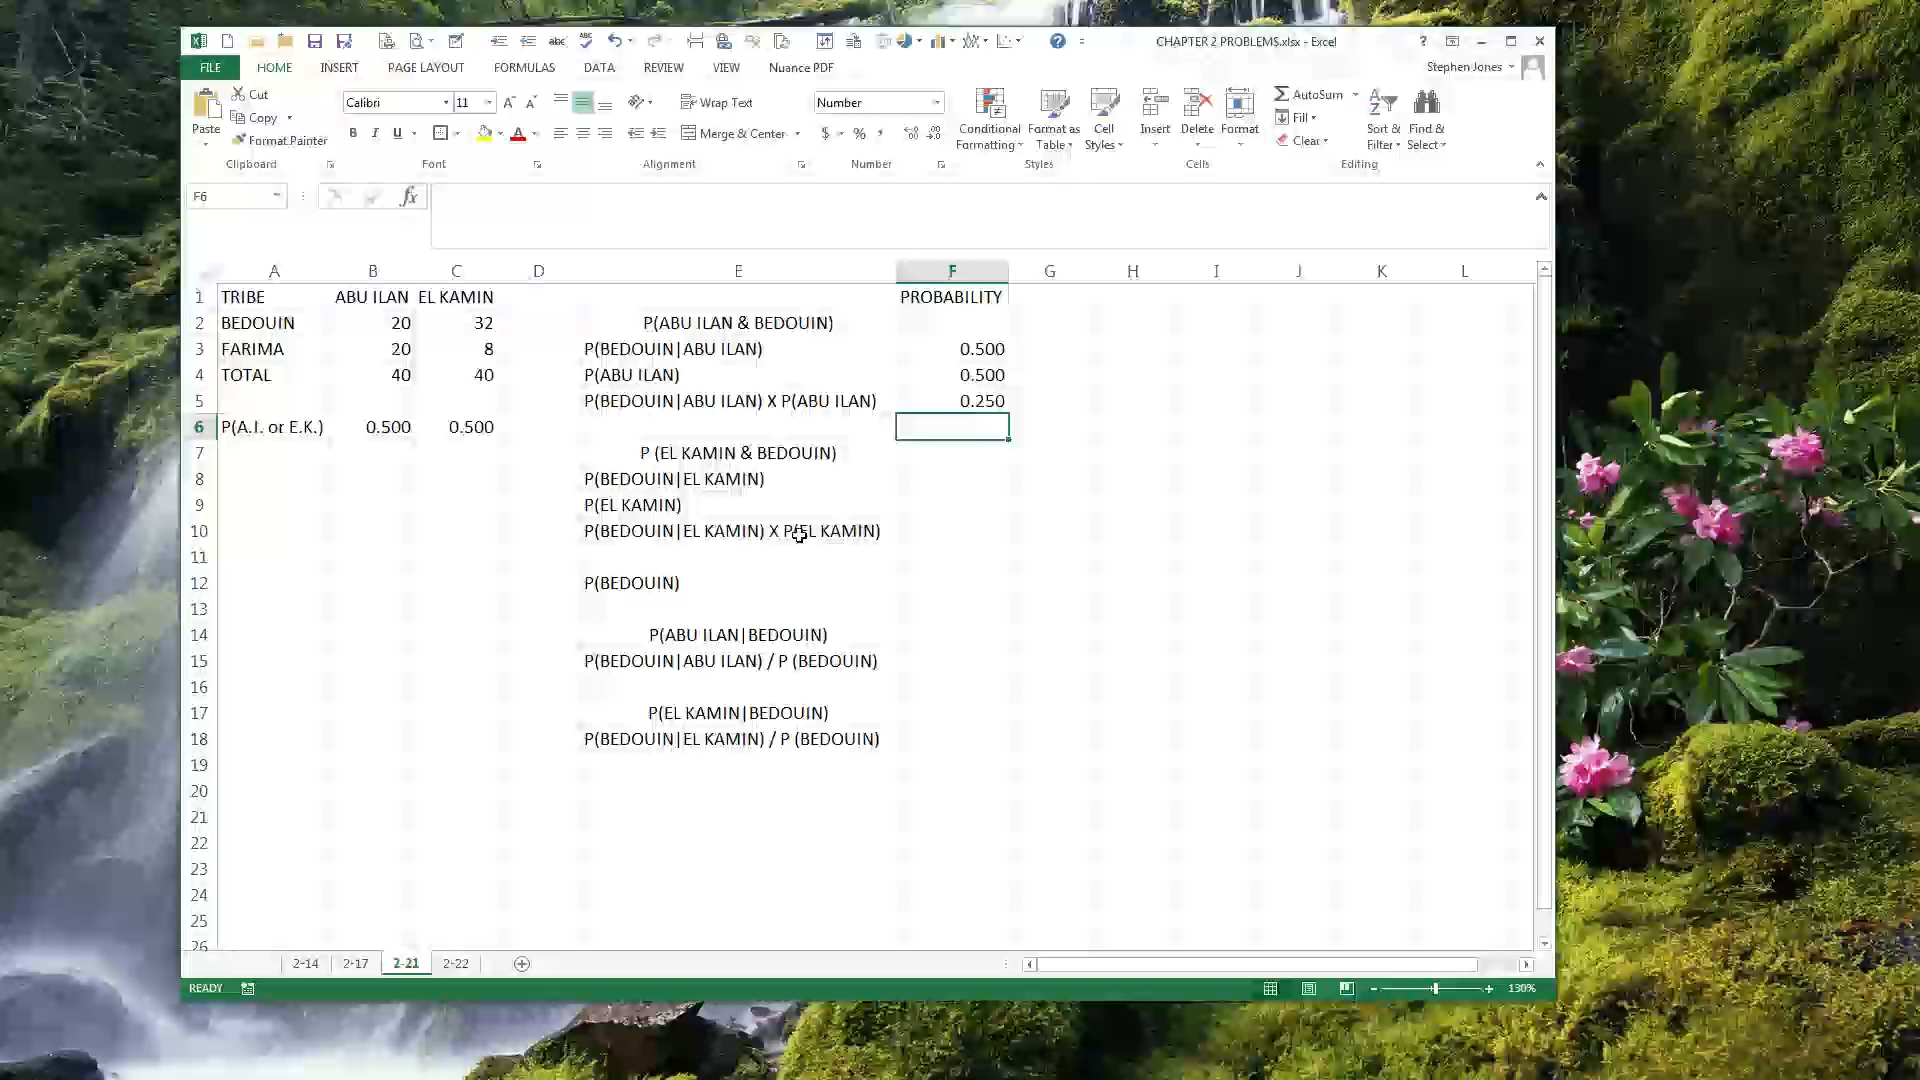 CHAPTER 2 PROBLEMS.xlsx - Excel
FILE HOME INSERT PAGE LAYOUT FORMULAS DATA REVIEW VIEW Nuance PDF
Stephen Jones
Paste
Cut
Copy
Format Painter
Clipboard
Calibri 11
B I U
Font
Wrap Text
Merge & Center
Alignment
Number
$ % ,
Number
Conditional Formatting
Format as Table
Cell Styles
Styles
Insert Delete Format
Cells
AutoSum
Fill
Clear
Sort & Filter
Find & Select
Editing
F6 fx
A B C D E F G H I J K L
1 TRIBE ABU ILAN EL KAMIN PROBABILITY
2 BEDOUIN 20 32 P(ABU ILAN & BEDOUIN)
3 FARIMA 20 8 P(BEDOUIN|ABU ILAN) 0.500
4 TOTAL 40 40 P(ABU ILAN) 0.500
5 P(BEDOUIN|ABU ILAN) X P(ABU ILAN) 0.250
6 P(A.I. or E.K.) 0.500 0.500
7 P (EL KAMIN & BEDOUIN)
8 P(BEDOUIN|EL KAMIN)
9 P(EL KAMIN)
10 P(BEDOUIN|EL KAMIN) X P(EL KAMIN)
11
12 P(BEDOUIN)
13
14 P(ABU ILAN|BEDOUIN)
15 P(BEDOUIN|ABU ILAN) / P (BEDOUIN)
16
17 P(EL KAMIN|BEDOUIN)
18 P(BEDOUIN|EL KAMIN) / P (BEDOUIN)
19
20
21
22
23
24
25
26
2-14 2-17 2-21 2-22
READY 130%